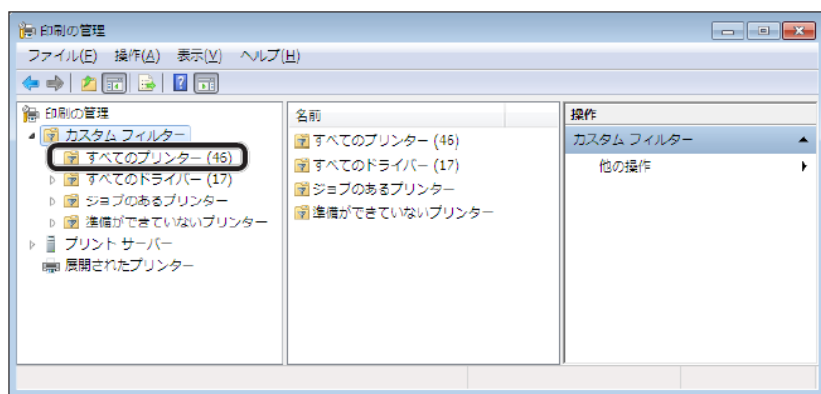 印刷の管理
ファイル(F) 操作(A) 表示(V) ヘルプ(H)
印刷の管理
カスタム フィルター
すべてのプリンター (46)
すべてのドライバー (17)
ジョブのあるプリンター
準備ができていないプリンター
プリント サーバー
展開されたプリンター
名前
すべてのプリンター (46)
すべてのドライバー (17)
ジョブのあるプリンター
準備ができていないプリンター
操作
カスタム フィルター
他の操作